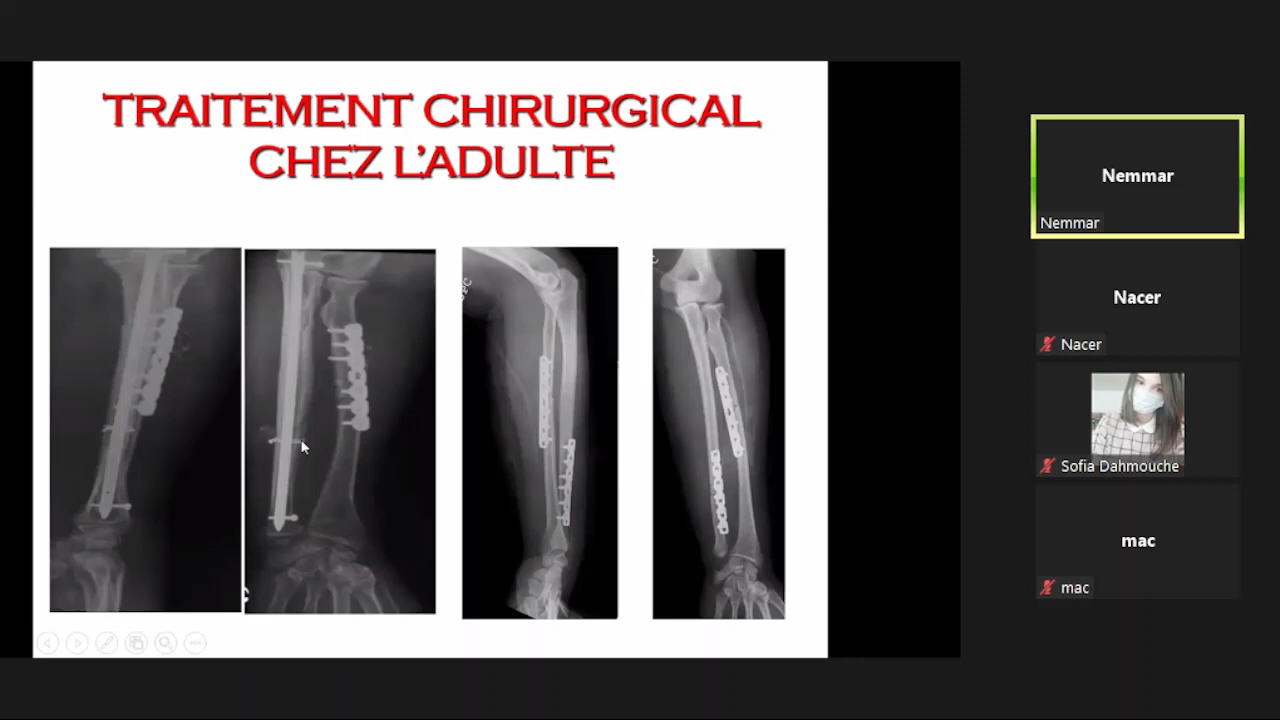 TRAITEMENT CHIRURGICAL
CHEZ L'ADULTE
Nemmar
Nemmar
Nacer
Nacer
Sofia Dahmouche
mac
mac